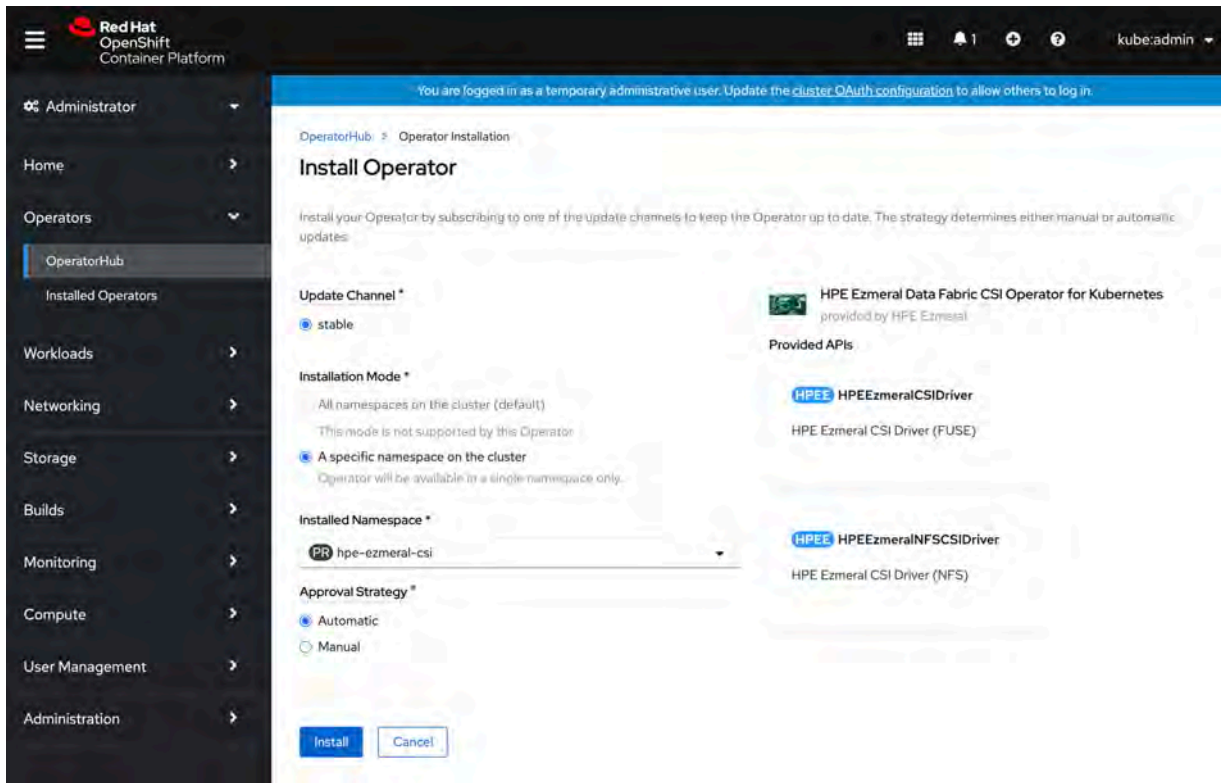 Red Hat
OpenShift
Container Platform
1
kube:admin
Administrator
Home
Operators
OperatorHub
Installed Operators
Workloads
Networking
Storage
Builds
Monitoring
Compute
User Management
Administration
You are logged in as a temporary administrative user. Update the cluster OAuth configuration to allow others to log in.
OperatorHub > Operator Installation
Install Operator
Install your Operator by subscribing to one of the update channels to keep the Operator up to date. The strategy determines either manual or automatic
updates.
Update Channel *
stable
Installation Mode *
All namespaces on the cluster (default)
This mode is not supported by this Operator
A specific namespace on the cluster
Operator will be available in a single namespace only.
Installed Namespace *
PR hpe-ezmeral-csi
Approval Strategy *
Automatic
Manual
Install
Cancel
HPE Ezmeral Data Fabric CSI Operator for Kubernetes
provided by HPE Ezmeral
Provided APIs
HPEE HPEEzmeralCSIDriver
HPE Ezmeral CSI Driver (FUSE)
HPEE HPEEzmeralNFSCSIDriver
HPE Ezmeral CSI Driver (NFS)